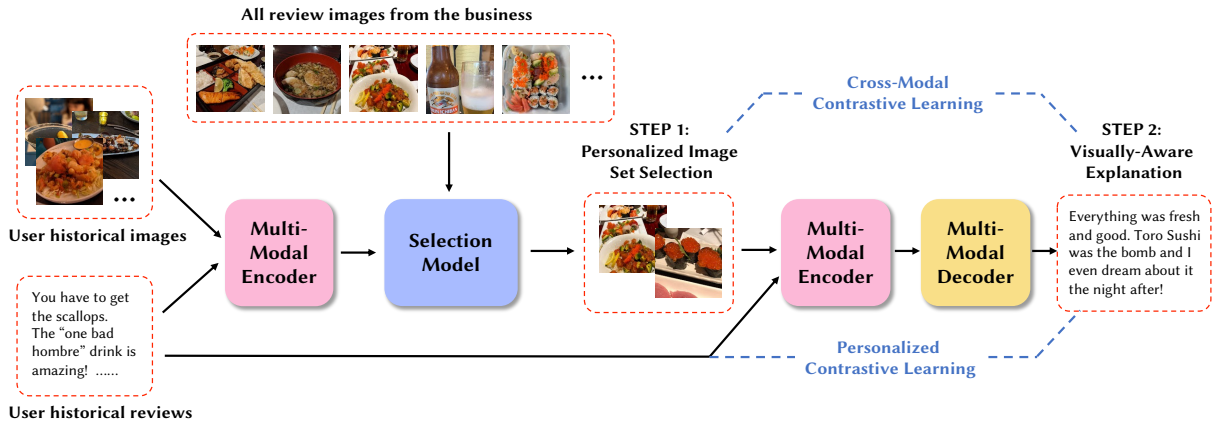 All review images from the business
...
User historical images
...
You have to get
the scallops.
The “one bad
hombre” drink is
amazing! ......
User historical reviews
Multi-
Modal
Encoder
Selection
Model
STEP 1:
Personalized Image
Set Selection
Cross-Modal
Contrastive Learning
Multi-
Modal
Encoder
Multi-
Modal
Decoder
Personalized
Contrastive Learning
STEP 2:
Visually-Aware
Explanation
Everything was fresh
and good. Toro Sushi
was the bomb and I
even dream about it
the night after!